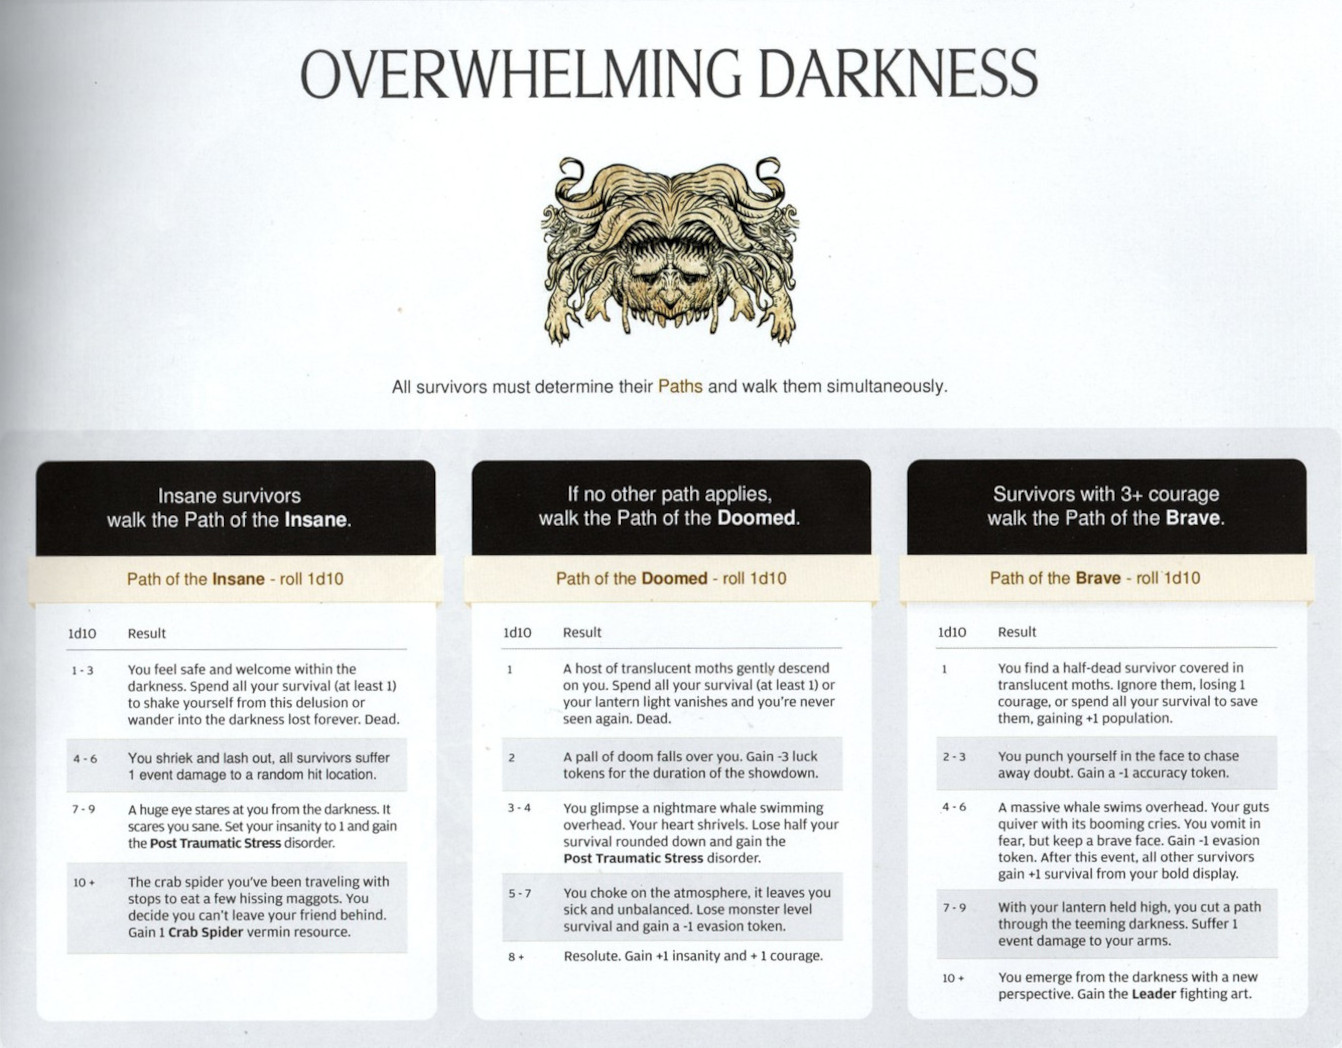 OVERWHELMING DARKNESS
All survivors must determine their Paths and walk them simultaneously.
Insane survivors
walk the Path of the Insane.
Path of the Insane - roll 1d10
1d10 Result
1 - 3 You feel safe and welcome within the
darkness. Spend all your survival (at least 1)
to shake yourself from this delusion or
wander into the darkness lost forever. Dead.
4 - 6 You shriek and lash out, all survivors suffer
1 event damage to a random hit location.
7 - 9 A huge eye stares at you from the darkness. It
scares you sane. Set your insanity to 1 and gain
the Post Traumatic Stress disorder.
10 + The crab spider you've been traveling with
stops to eat a few hissing maggots. You
decide you can't leave your friend behind.
Gain 1 Crab Spider vermin resource.
If no other path applies,
walk the Path of the Doomed.
Path of the Doomed - roll 1d10
1d10 Result
1 A host of translucent moths gently descend
on you. Spend all your survival (at least 1) or
your lantern light vanishes and you're never
seen again. Dead.
2 A pall of doom falls over you. Gain -3 luck
tokens for the duration of the showdown.
3 - 4 You glimpse a nightmare whale swimming
overhead. Your heart shrivels. Lose half your
survival rounded down and gain the
Post Traumatic Stress disorder.
5 - 7 You choke on the atmosphere, it leaves you
sick and unbalanced. Lose monster level
survival and gain a -1 evasion token.
8 + Resolute. Gain +1 insanity and + 1 courage.
Survivors with 3+ courage
walk the Path of the Brave.
Path of the Brave - roll 1d10
1d10 Result
1 You find a half-dead survivor covered in
translucent moths. Ignore them, losing 1
courage, or spend all your survival to save
them, gaining +1 population.
2 - 3 You punch yourself in the face to chase
away doubt. Gain a -1 accuracy token.
4 - 6 A massive whale swims overhead. Your guts
quiver with its booming cries. You vomit in
fear, but keep a brave face. Gain -1 evasion
token. After this event, all other survivors
gain +1 survival from your bold display.
7 - 9 With your lantern held high, you cut a path
through the teeming darkness. Suffer 1
event damage to your arms.
10 + You emerge from the darkness with a new
perspective. Gain the Leader fighting art.